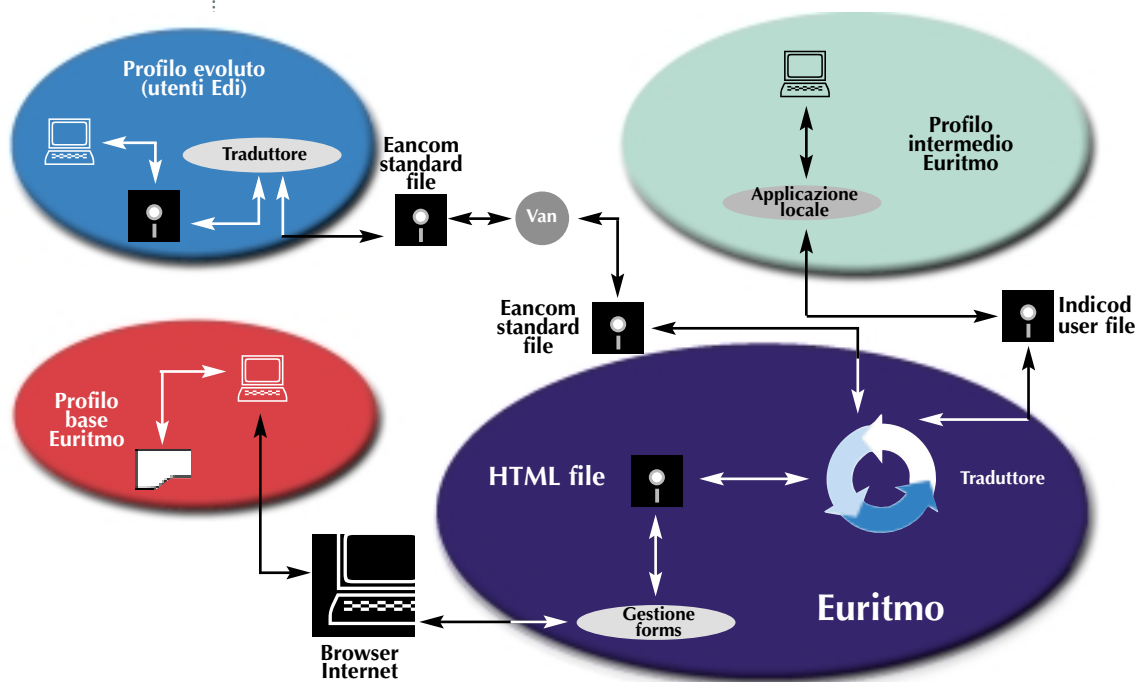 Profilo evoluto
(utenti Edi)
Traduttore
Eancom
standard
file
Van
Profilo
intermedio
Euritmo
Applicazione
locale
Eancom
standard
file
Indicod
user file
Profilo
base
Euritmo
HTML file
Traduttore
Euritmo
Gestione
forms
Browser
Internet